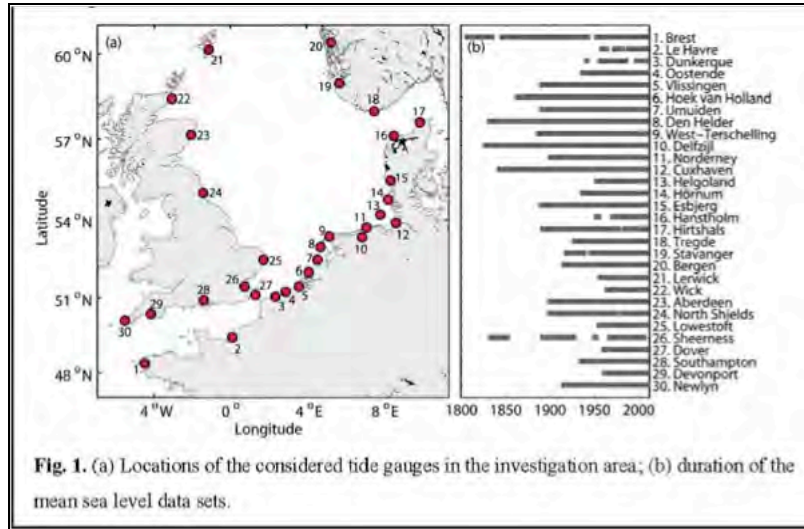 (a)
(b)
60°N
57°N
54°N
51°N
48°N
Latitude
4°W
0°
4°E
8°E
Longitude
20
21
19
22
18
17
23
16
24
15
14
13
11
12
9
10
8
25
7
6
26
27
5
28
4
3
29
30
2
1
1. Brest
2. Le Havre
3. Dunkerque
4. Oostende
5. Vlissingen
6. Hoek van Holland
7. IJmuiden
8. Den Helder
9. West-Terschelling
10. Delfzijl
11. Norderney
12. Cuxhaven
13. Helgoland
14. Hörnum
15. Esbjerg
16. Hanstholm
17. Hirtshals
18. Tregde
19. Stavanger
20. Bergen
21. Lerwick
22. Wick
23. Aberdeen
24. North Shields
25. Lowestoft
26. Sheerness
27. Dover
28. Southampton
29. Devonport
30. Newlyn
1800 1850 1900 1950 2000
Fig. 1. (a) Locations of the considered tide gauges in the investigation area; (b) duration of the
mean sea level data sets.